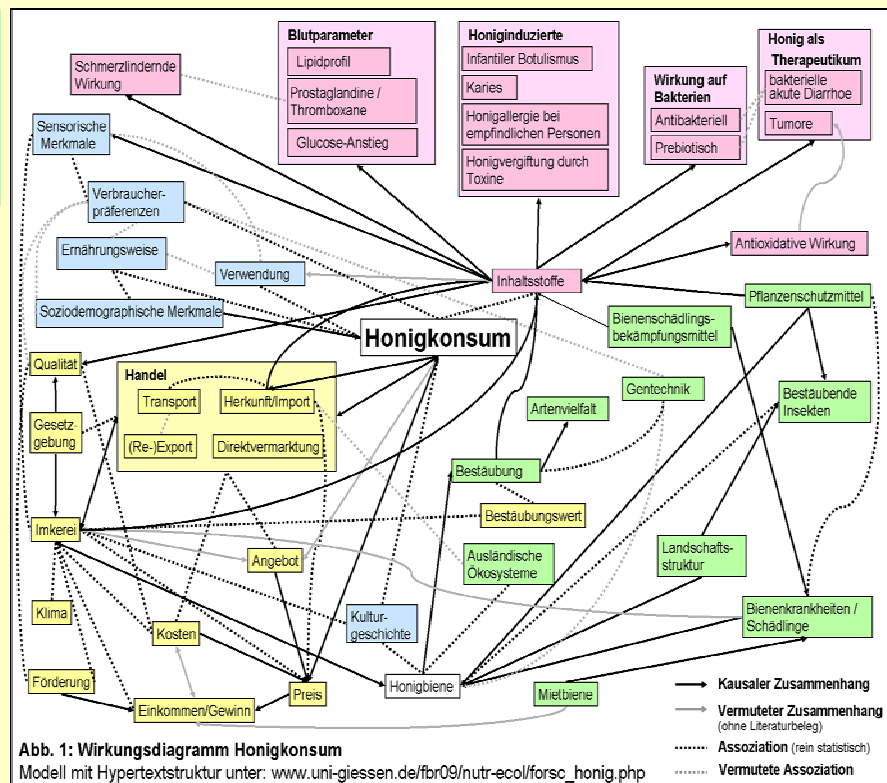 Blutparameter
Lipidprofil
Prostaglandine /
Thromboxane
Glucose-Anstieg
Honiginduzierte
Infantiler Botulismus
Karies
Honigallergie bei
empfindlichen Personen
Honigvergiftung durch
Toxine
Wirkung auf
Bakterien
Antibakteriell
Prebiotisch
Honig als
Therapeutikum
bakterielle
akute Diarrhoe
Tumore
Schmerzlindernde
Wirkung
Sensorische
Merkmale
Verbraucher-
präferenzen
Ernährungsweise
Verwendung
Soziodemographische Merkmale
Inhaltsstoffe
Antioxidative Wirkung
Pflanzenschutzmittel
Bienenschädlings-
bekämpfungsmittel
Honigkonsum
Qualität
Handel
Transport
Herkunft/Import
(Re-)Export
Direktvermarktung
Gesetz-
gebung
Gentechnik
Artenvielfalt
Bestäubende
Insekten
Bestäubung
Bestäubungswert
Imkerei
Angebot
Ausländische
Ökosysteme
Landschafts-
struktur
Klima
Kosten
Kultur-
geschichte
Bienenkrankheiten /
Schädlinge
Förderung
Einkommen/Gewinn
Preis
Honigbiene
Mietbiene
Kausaler Zusammenhang
Vermuteter Zusammenhang
(ohne Literaturbeleg)
Assoziation (rein statistisch)
Vermutete Assoziation
Abb. 1: Wirkungsdiagramm Honigkonsum
Modell mit Hypertextstruktur unter: www.uni-giessen.de/fbr09/nutr-ecol/forsc_honig.php